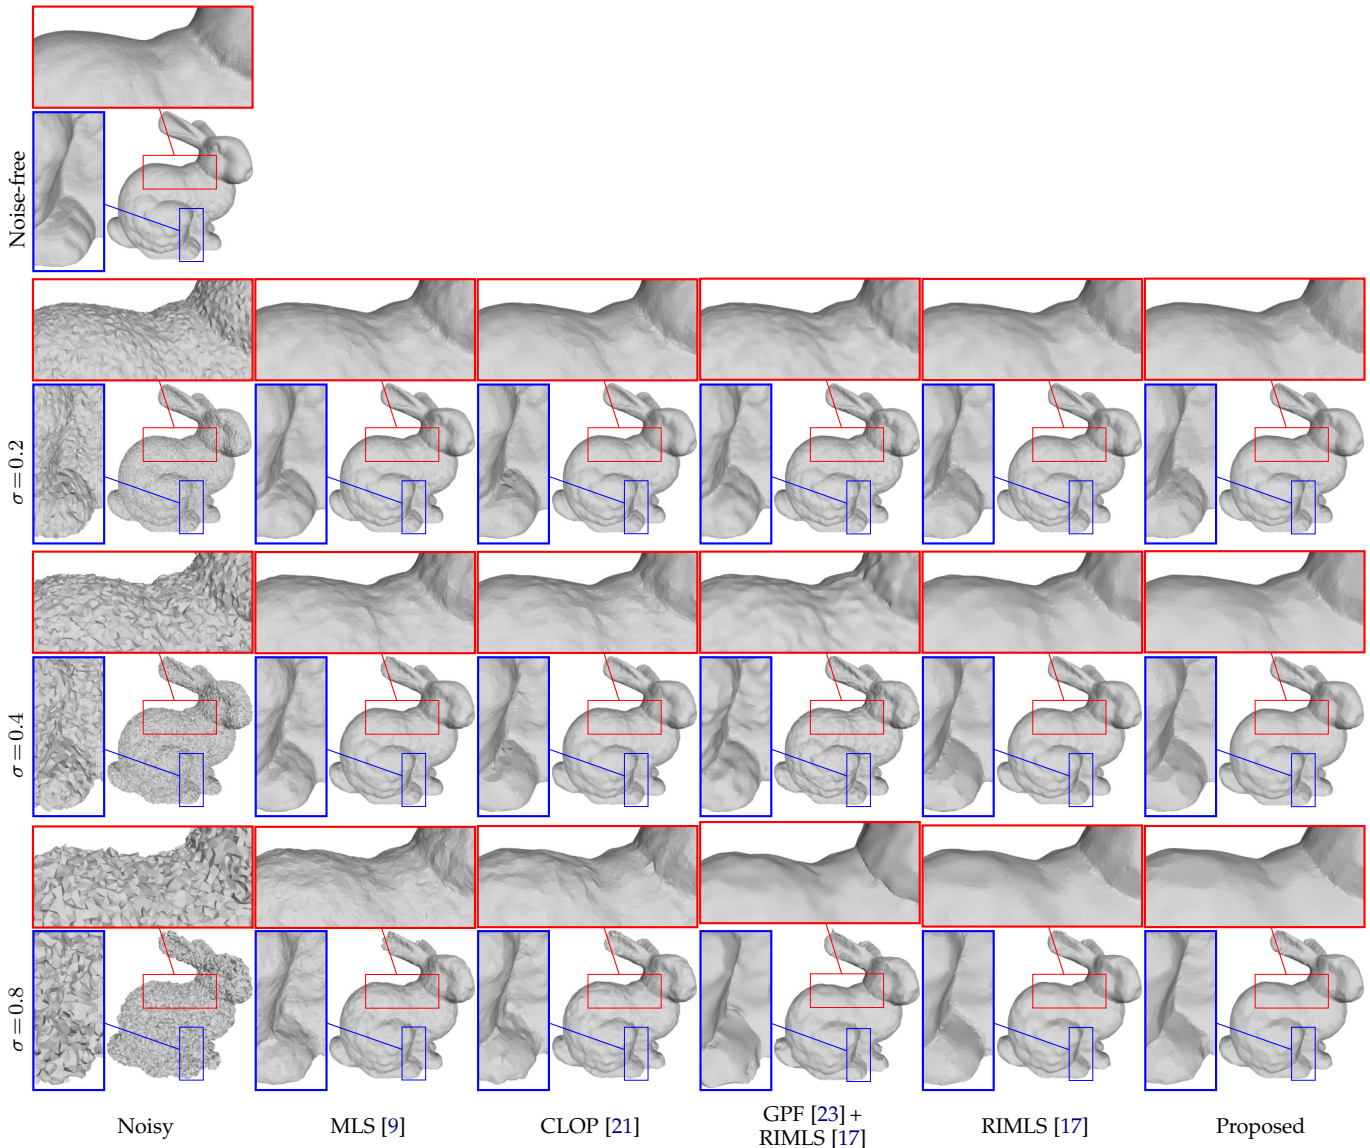 Noise-free
σ = 0.2
σ = 0.4
σ = 0.8
Noisy
MLS [9]
CLOP [21]
GPF [23] +
RIMLS [17]
RIMLS [17]
Proposed